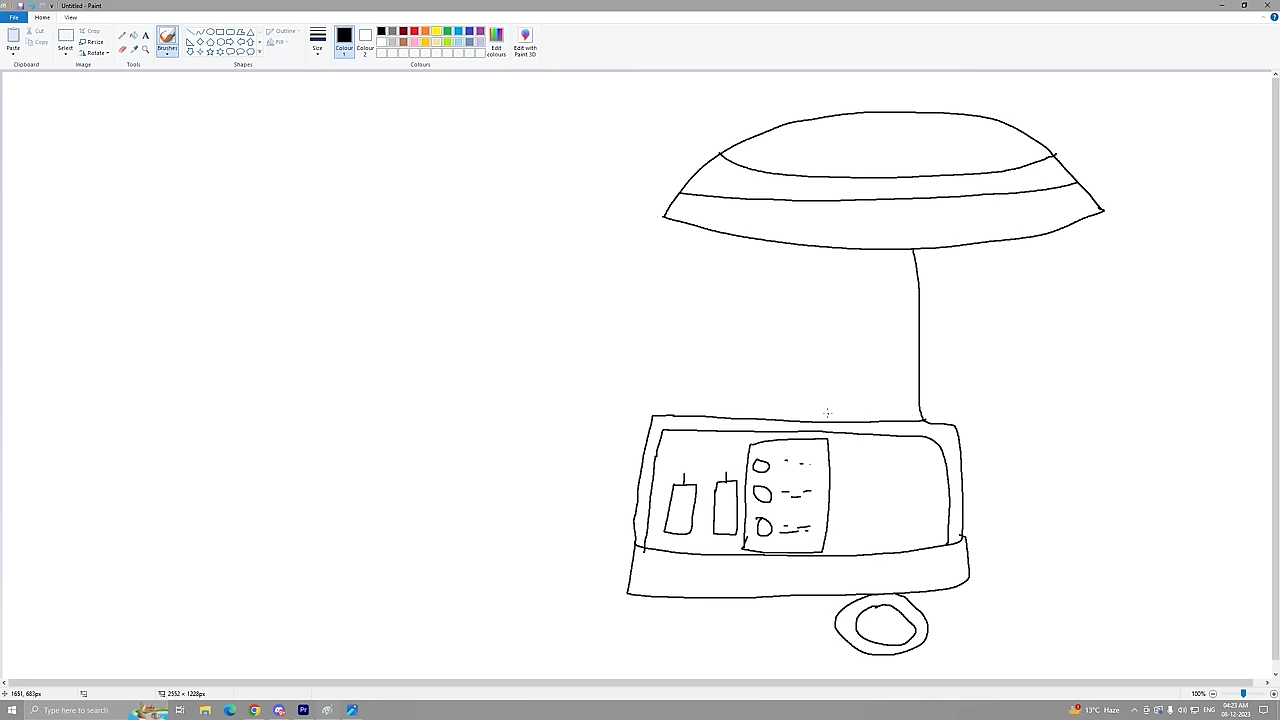 Untitled - Paint
File Home View
Paste
Cut
Copy
Clipboard
Select
Crop
Resize
Rotate
Image
A
Tools
Brushes
Outline
Fill
Shapes
Size
Colour 1
Colour 2
Edit colours
Edit with Paint 3D
Colours
1651, 683px
2552 × 1228px
100%
Type here to search
Pr
13°C Haze
ENG
04:23 AM
08-12-2023